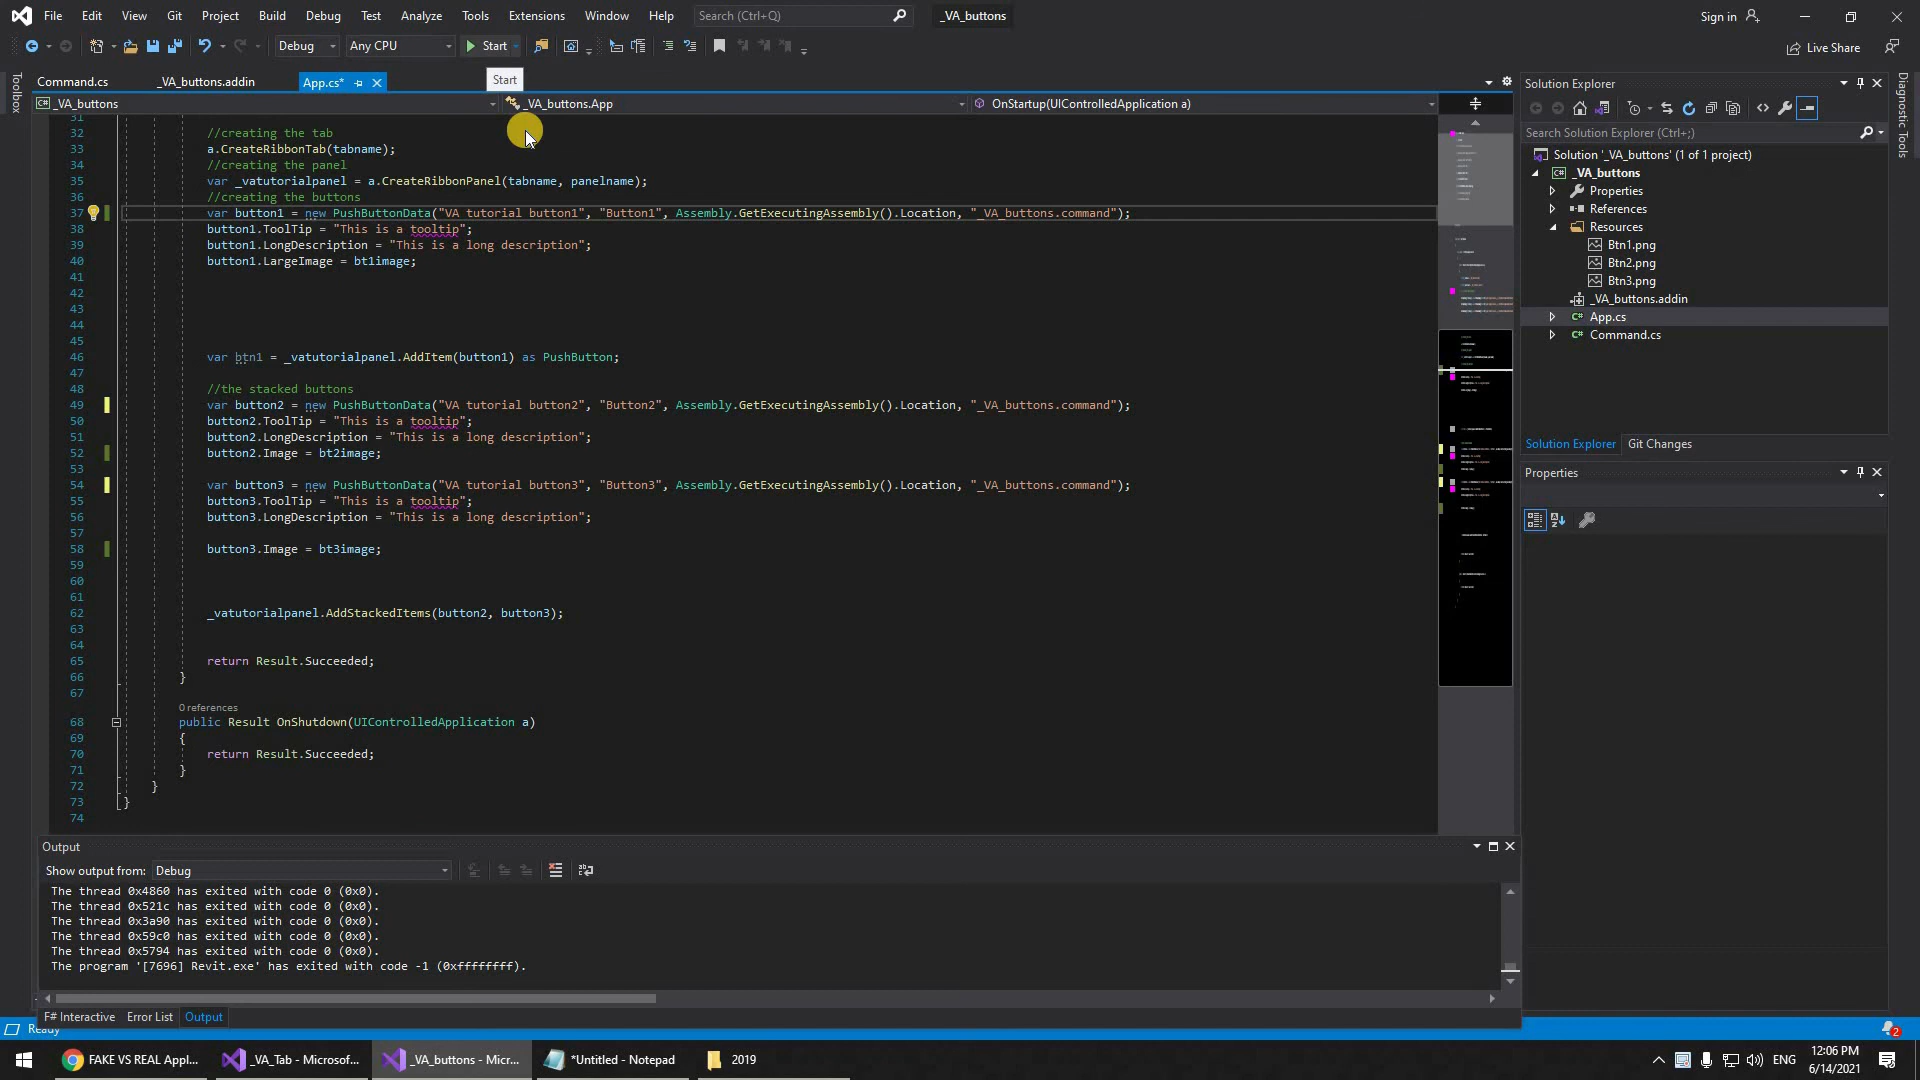 File Edit View Git Project Build Debug Test Analyze Tools Extensions Window Help Search (Ctrl+Q) _VA_buttons Sign in
Debug Any CPU Start Live Share
Toolbox
Command.cs _VA_buttons.addin App.cs*
Start
_VA_buttons _VA_buttons.App OnStartup(UIControlledApplication a)
31
32 //creating the tab
33 a.CreateRibbonTab(tabname);
34 //creating the panel
35 var _vatutorialpanel = a.CreateRibbonPanel(tabname, panelname);
36 //creating the buttons
37 var button1 = new PushButtonData("VA tutorial button1", "Button1", Assembly.GetExecutingAssembly().Location, "_VA_buttons.command");
38 button1.ToolTip = "This is a tooltip";
39 button1.LongDescription = "This is a long description";
40 button1.LargeImage = bt1image;
41
42
43
44
45
46 var btn1 = _vatutorialpanel.AddItem(button1) as PushButton;
47
48 //the stacked buttons
49 var button2 = new PushButtonData("VA tutorial button2", "Button2", Assembly.GetExecutingAssembly().Location, "_VA_buttons.command");
50 button2.ToolTip = "This is a tooltip";
51 button2.LongDescription = "This is a long description";
52 button2.Image = bt2image;
53
54 var button3 = new PushButtonData("VA tutorial button3", "Button3", Assembly.GetExecutingAssembly().Location, "_VA_buttons.command");
55 button3.ToolTip = "This is a tooltip";
56 button3.LongDescription = "This is a long description";
57
58 button3.Image = bt3image;
59
60
61
62 _vatutorialpanel.AddStackedItems(button2, button3);
63
64
65 return Result.Succeeded;
66 }
67
0 references
68 public Result OnShutdown(UIControlledApplication a)
69 {
70 return Result.Succeeded;
71 }
72 }
73 }
74
Solution Explorer
Search Solution Explorer (Ctrl+;)
Solution '_VA_buttons' (1 of 1 project)
_VA_buttons
Properties
References
Resources
Btn1.png
Btn2.png
Btn3.png
_VA_buttons.addin
App.cs
Command.cs
Solution Explorer Git Changes
Properties
Diagnostic Tools
Output
Show output from: Debug
The thread 0x4860 has exited with code 0 (0x0).
The thread 0x521c has exited with code 0 (0x0).
The thread 0x3a90 has exited with code 0 (0x0).
The thread 0x59c0 has exited with code 0 (0x0).
The thread 0x5794 has exited with code 0 (0x0).
The program '[7696] Revit.exe' has exited with code -1 (0xffffffff).
F# Interactive Error List Output
Ready 2
FAKE VS REAL Appl... _VA_Tab - Microsof... _VA_buttons - Micr... *Untitled - Notepad 2019 ENG 12:06 PM
6/14/2021